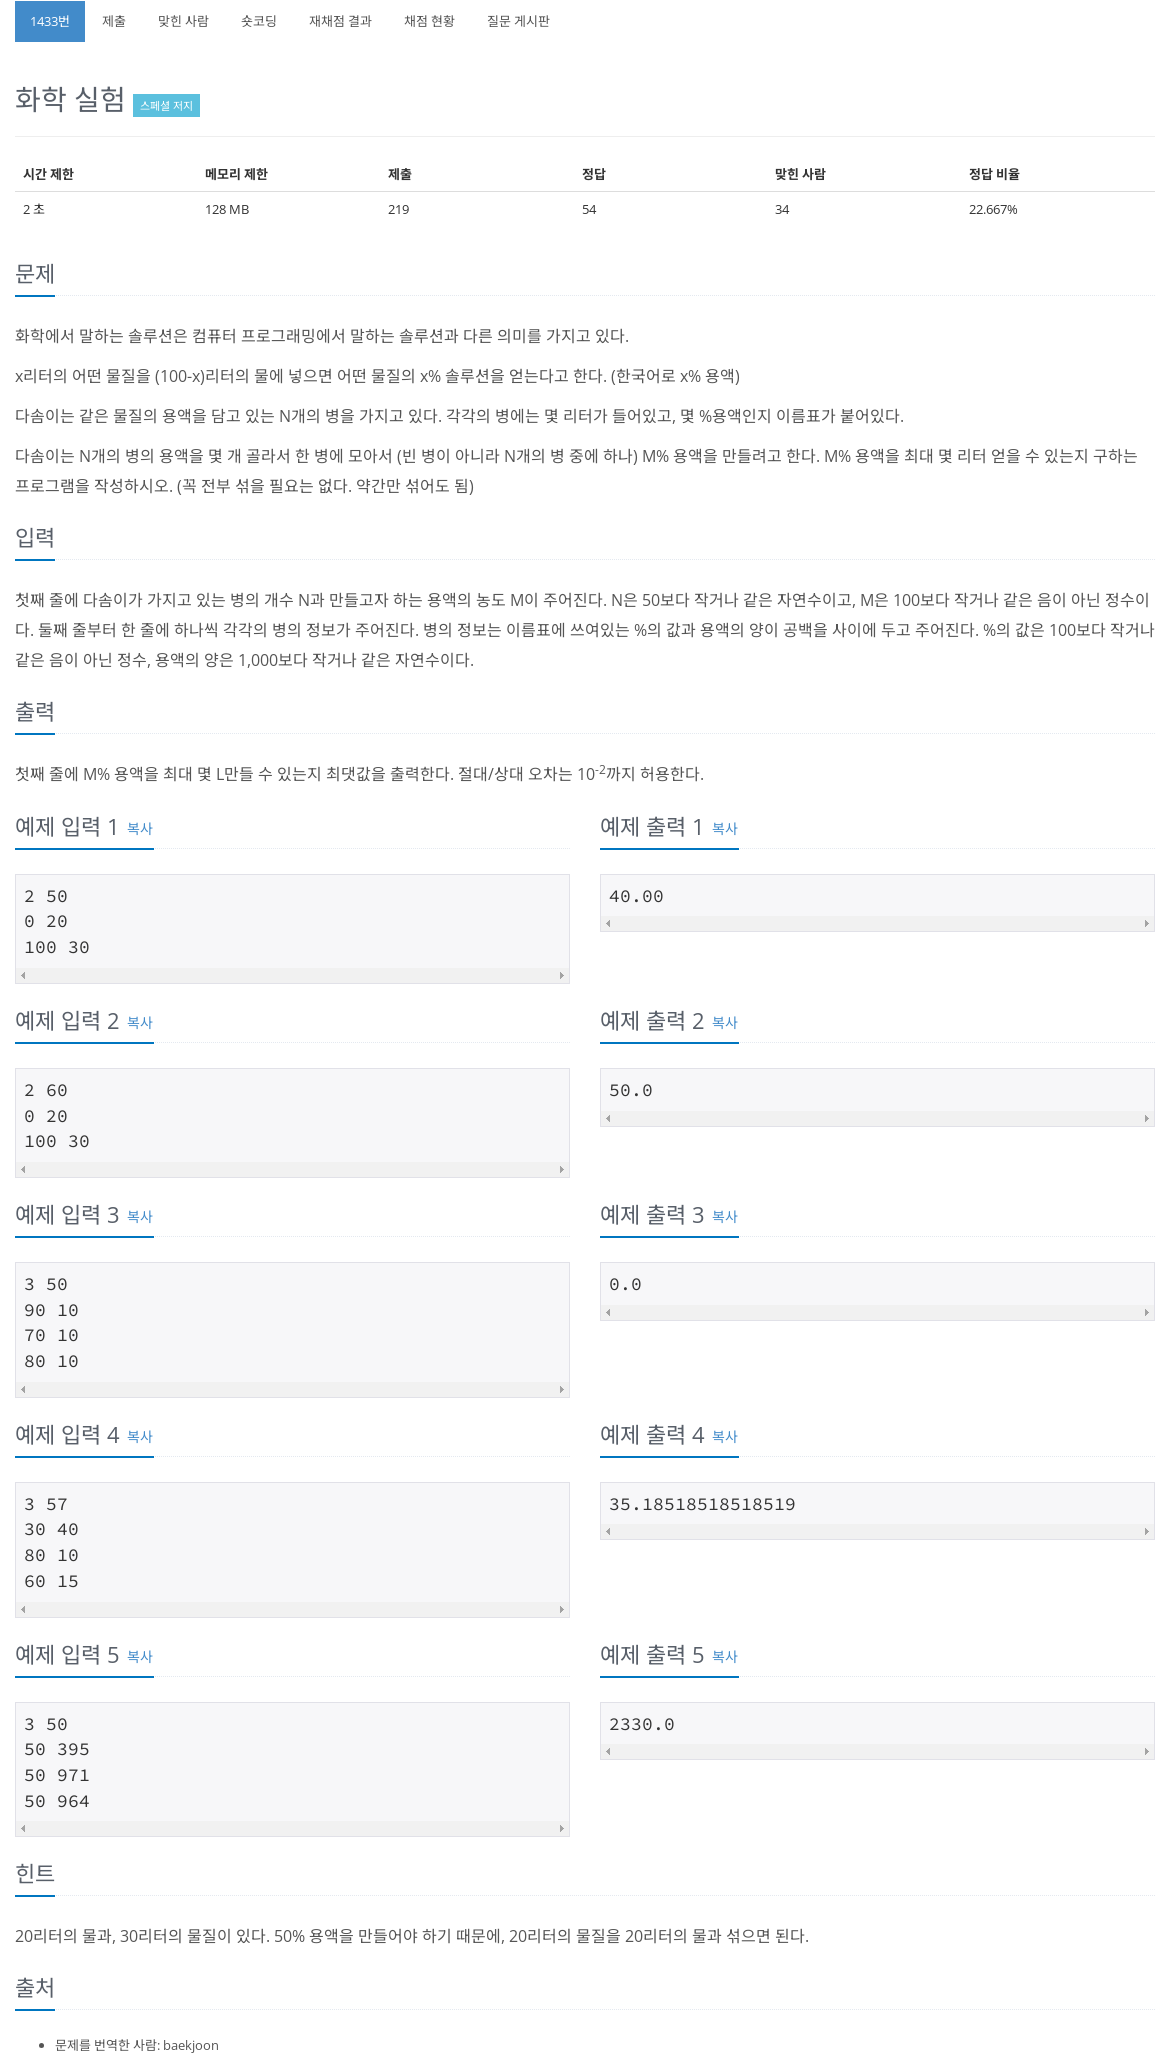 1433번 제출 맞힌 사람 숏코딩 재채점 결과 채점 현황 질문 게시판
화학 실험 스페셜 저지
시간 제한 메모리 제한 제출 정답 맞힌 사람 정답 비율
2 초 128 MB 219 54 34 22.667%
문제
화학에서 말하는 솔루션은 컴퓨터 프로그래밍에서 말하는 솔루션과 다른 의미를 가지고 있다.
x리터의 어떤 물질을 (100-x)리터의 물에 넣으면 어떤 물질의 x% 솔루션을 얻는다고 한다. (한국어로 x% 용액)
다솜이는 같은 물질의 용액을 담고 있는 N개의 병을 가지고 있다. 각각의 병에는 몇 리터가 들어있고, 몇 %용액인지 이름표가 붙어있다.
다솜이는 N개의 병의 용액을 몇 개 골라서 한 병에 모아서 (빈 병이 아니라 N개의 병 중에 하나) M% 용액을 만들려고 한다. M% 용액을 최대 몇 리터 얻을 수 있는지 구하는
프로그램을 작성하시오. (꼭 전부 섞을 필요는 없다. 약간만 섞어도 됨)
입력
첫째 줄에 다솜이가 가지고 있는 병의 개수 N과 만들고자 하는 용액의 농도 M이 주어진다. N은 50보다 작거나 같은 자연수이고, M은 100보다 작거나 같은 음이 아닌 정수이
다. 둘째 줄부터 한 줄에 하나씩 각각의 병의 정보가 주어진다. 병의 정보는 이름표에 쓰여있는 %의 값과 용액의 양이 공백을 사이에 두고 주어진다. %의 값은 100보다 작거나
같은 음이 아닌 정수, 용액의 양은 1,000보다 작거나 같은 자연수이다.
출력
첫째 줄에 M% 용액을 최대 몇 L만들 수 있는지 최댓값을 출력한다. 절대/상대 오차는 10-2까지 허용한다.
예제 입력 1 복사
2 50
0 20
100 30
예제 출력 1 복사
40.00
예제 입력 2 복사
2 60
0 20
100 30
예제 출력 2 복사
50.0
예제 입력 3 복사
3 50
90 10
70 10
80 10
예제 출력 3 복사
0.0
예제 입력 4 복사
3 57
30 40
80 10
60 15
예제 출력 4 복사
35.18518518518519
예제 입력 5 복사
3 50
50 395
50 971
50 964
예제 출력 5 복사
2330.0
힌트
20리터의 물과, 30리터의 물질이 있다. 50% 용액을 만들어야 하기 때문에, 20리터의 물질을 20리터의 물과 섞으면 된다.
출처
• 문제를 번역한 사람: baekjoon